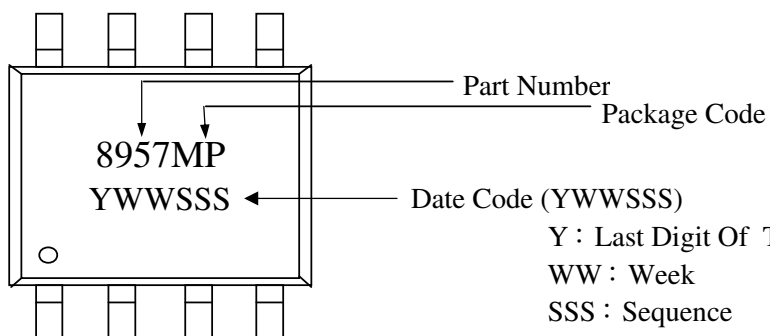 Part Number
Package Code
8957MP
YWWSSS
Date Code (YWWSSS)
Y：Last Digit Of
WW：Week
SSS：Sequence